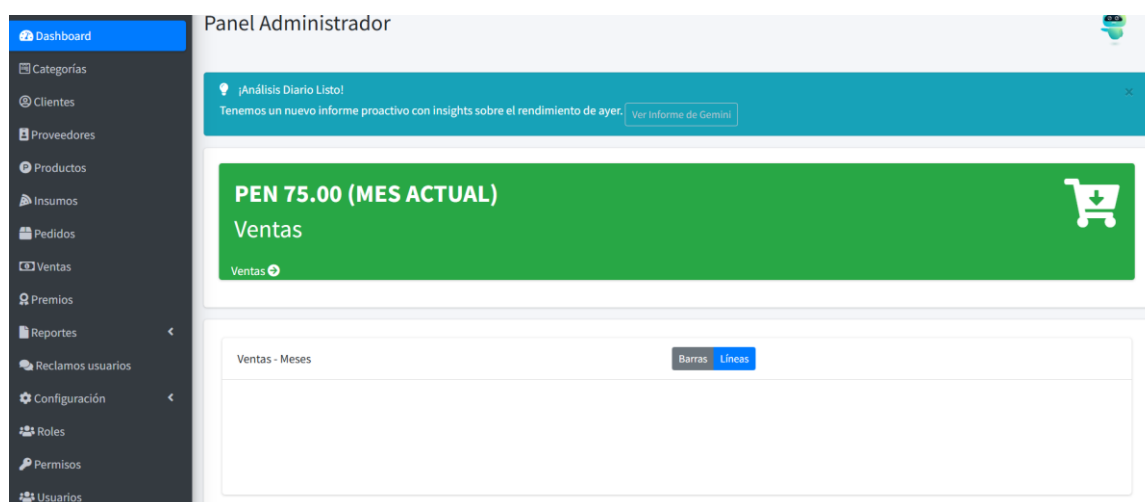 Dashboard
Categorías
Clientes
Proveedores
Productos
Insumos
Pedidos
Ventas
Premios
Reportes
Reclamos usuarios
Configuración
Roles
Permisos
Usuarios
Panel Administrador
¡Análisis Diario Listo!
Tenemos un nuevo informe proactivo con insights sobre el rendimiento de ayer. Ver Informe de Gemini
PEN 75.00 (MES ACTUAL)
Ventas
Ventas
Ventas - Meses
Barras Líneas